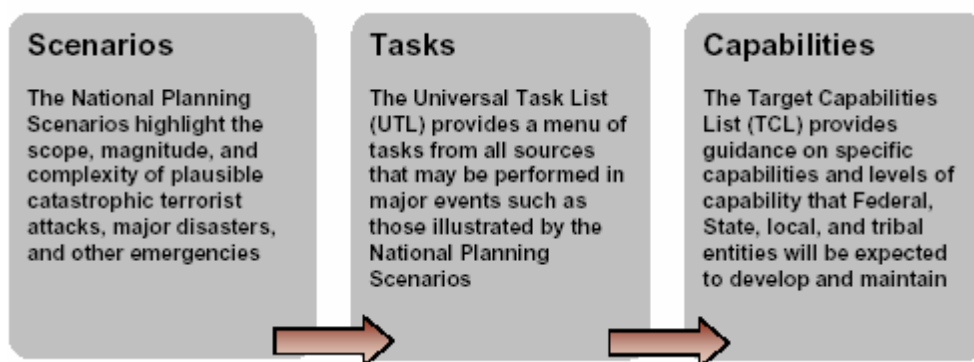 Scenarios
The National Planning
Scenarios highlight the
scope, magnitude, and
complexity of plausible
catastrophic terrorist
attacks, major disasters,
and other emergencies
Tasks
The Universal Task List
(UTL) provides a menu of
tasks from all sources
that may be performed in
major events such as
those illustrated by the
National Planning
Scenarios
Capabilities
The Target Capabilities
List (TCL) provides
guidance on specific
capabilities and levels of
capability that Federal,
State, local, and tribal
entities will be expected
to develop and maintain